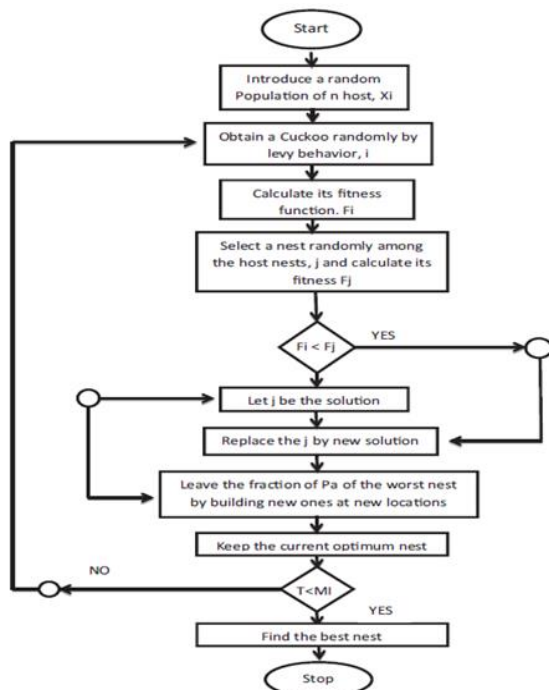 Start
Introduce a random
Population of n host, Xi
Obtain a Cuckoo randomly by
levy behavior, i
Calculate its fitness
function. Fi
Select a nest randomly among
the host nests, j and calculate its
fitness Fj
Fi < Fj
YES
Let j be the solution
Replace the j by new solution
Leave the fraction of Pa of the worst nest
by building new ones at new locations
Keep the current optimum nest
NO
T<MI
YES
Find the best nest
Stop